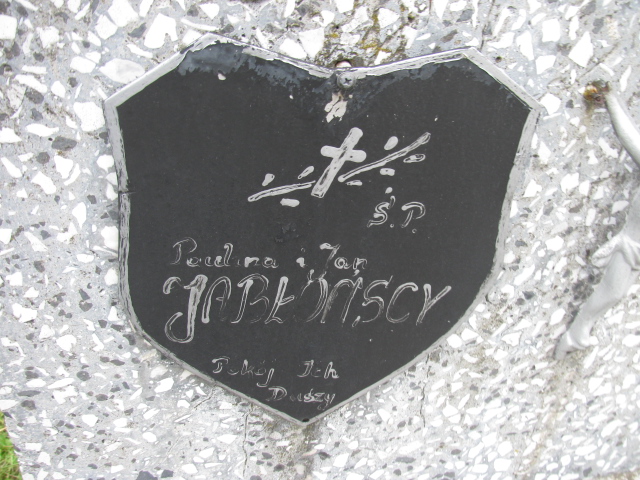 Ś.P.
Paulina i Jan
JABŁOŃSCY
Pokój Ich
Duszy